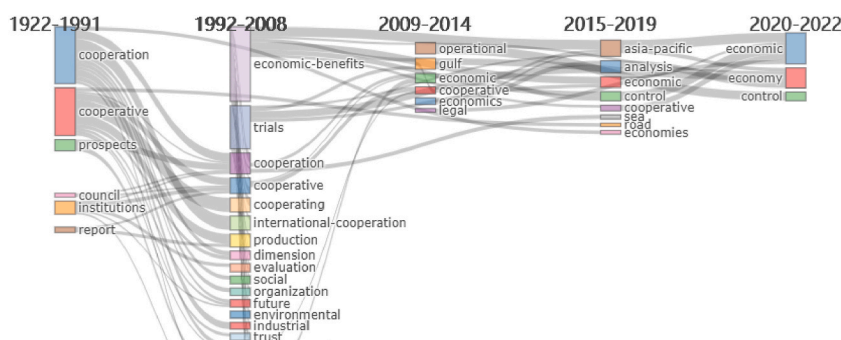 1922-1991
cooperation
cooperative
prospects
council
institutions
report
1992-2008
economic-benefits
trials
cooperation
cooperative
cooperating
international-cooperation
production
dimension
evaluation
social
organization
future
environmental
industrial
trust
2009-2014
operational
gulf
economic
cooperative
economics
legal
2015-2019
asia-pacific
analysis
economic
control
cooperative
sea
road
economies
2020-2022
economic
economy
control